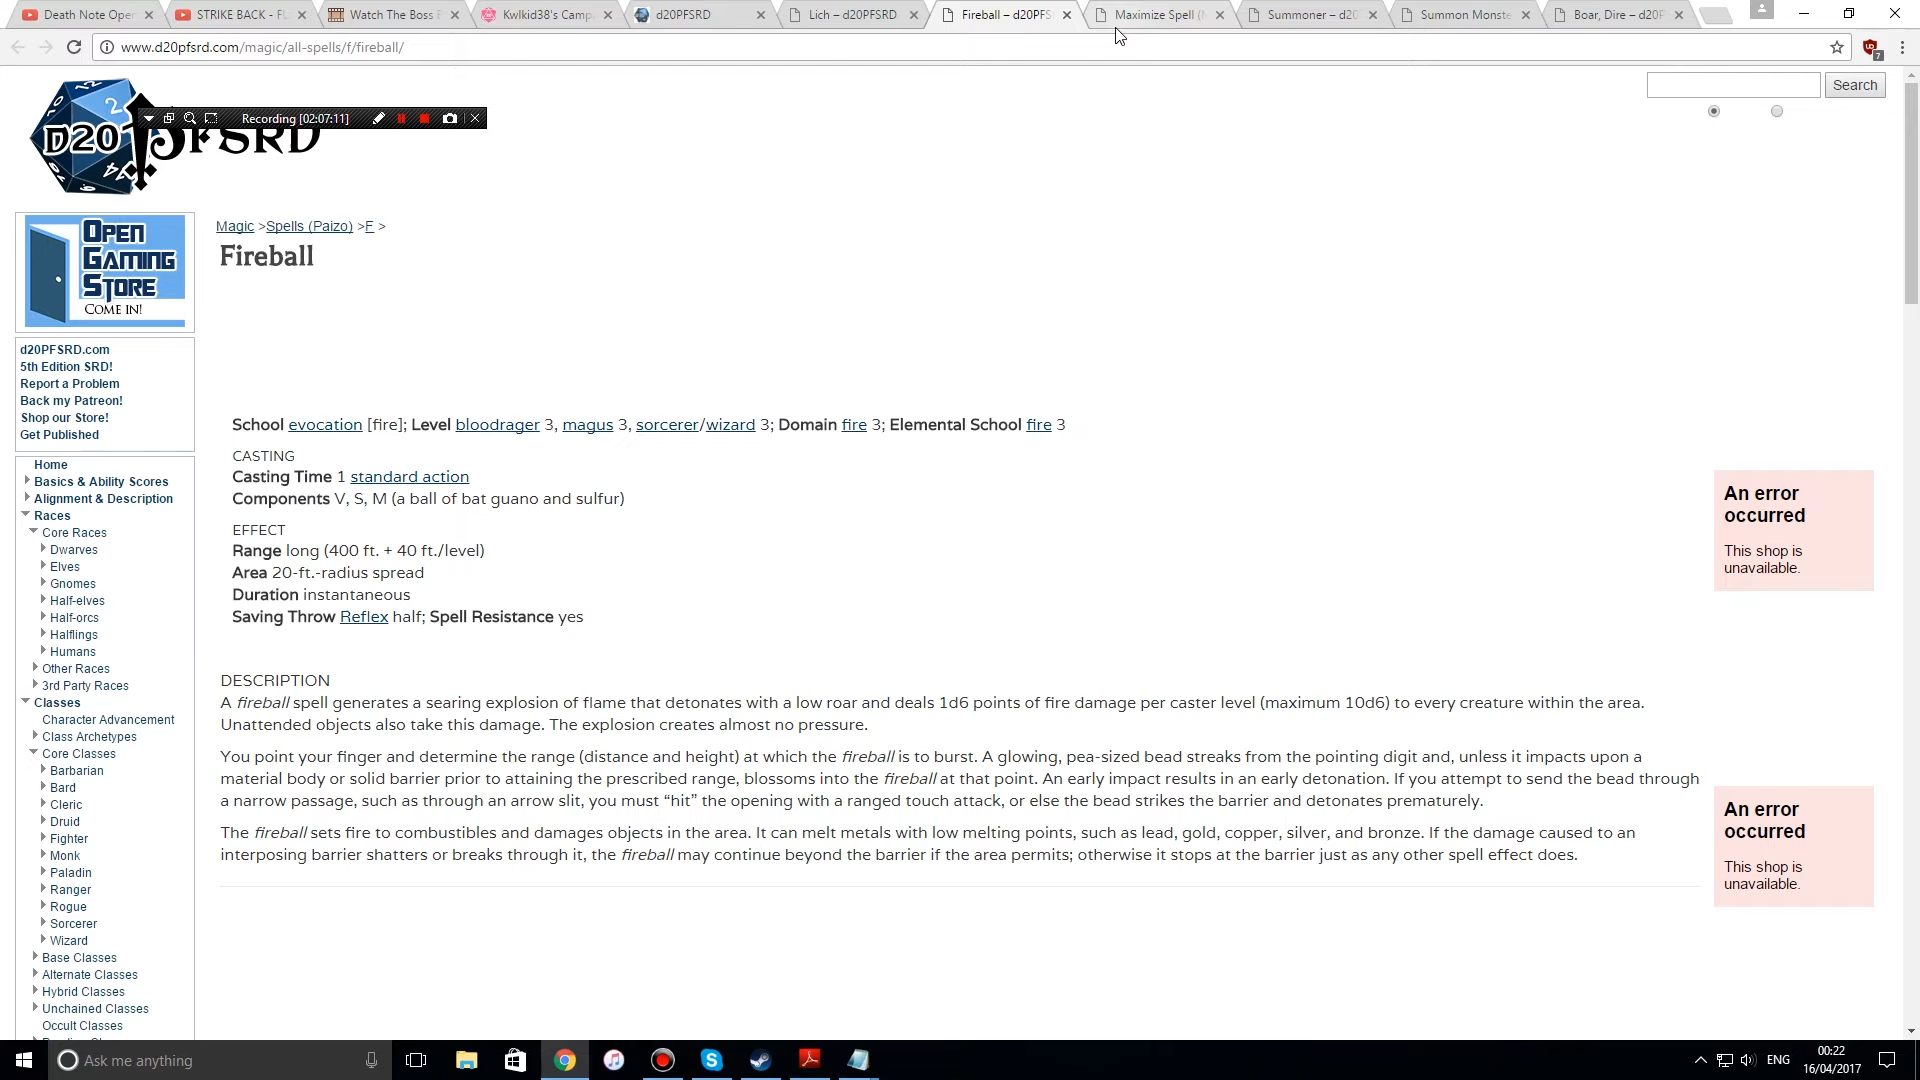 Death Note Oper
STRIKE BACK - FU
Watch The Boss B
Kwlkid38's Camp
d20PFSRD
Lich – d20PFSRD
Fireball – d20PFS
Maximize Spell (
Summoner – d20
Summon Monste
Boar, Dire – d20P
www.d20pfsrd.com/magic/all-spells/f/fireball/
7
Search
D20 PFSRD
Recording [02:07:11]
OPEN
GAMING
STORE
COME IN!
Magic >Spells (Paizo) >F >
Fireball
d20PFSRD.com
5th Edition SRD!
Report a Problem
Back my Patreon!
Shop our Store!
Get Published
Home
Basics & Ability Scores
Alignment & Description
Races
Core Races
Dwarves
Elves
Gnomes
Half-elves
Half-orcs
Halflings
Humans
Other Races
3rd Party Races
Classes
Character Advancement
Class Archetypes
Core Classes
Barbarian
Bard
Cleric
Druid
Fighter
Monk
Paladin
Ranger
Rogue
Sorcerer
Wizard
Base Classes
Alternate Classes
Hybrid Classes
Unchained Classes
Occult Classes
School evocation [fire]; Level bloodrager 3, magus 3, sorcerer/wizard 3; Domain fire 3; Elemental School fire 3
CASTING
Casting Time 1 standard action
Components V, S, M (a ball of bat guano and sulfur)
EFFECT
Range long (400 ft. + 40 ft./level)
Area 20-ft.-radius spread
Duration instantaneous
Saving Throw Reflex half; Spell Resistance yes
DESCRIPTION
A fireball spell generates a searing explosion of flame that detonates with a low roar and deals 1d6 points of fire damage per caster level (maximum 10d6) to every creature within the area.
Unattended objects also take this damage. The explosion creates almost no pressure.
You point your finger and determine the range (distance and height) at which the fireball is to burst. A glowing, pea-sized bead streaks from the pointing digit and, unless it impacts upon a
material body or solid barrier prior to attaining the prescribed range, blossoms into the fireball at that point. An early impact results in an early detonation. If you attempt to send the bead through
a narrow passage, such as through an arrow slit, you must “hit” the opening with a ranged touch attack, or else the bead strikes the barrier and detonates prematurely.
The fireball sets fire to combustibles and damages objects in the area. It can melt metals with low melting points, such as lead, gold, copper, silver, and bronze. If the damage caused to an
interposing barrier shatters or breaks through it, the fireball may continue beyond the barrier if the area permits; otherwise it stops at the barrier just as any other spell effect does.
An error
occurred
This shop is
unavailable.
An error
occurred
This shop is
unavailable.
Ask me anything
ENG
00:22
16/04/2017